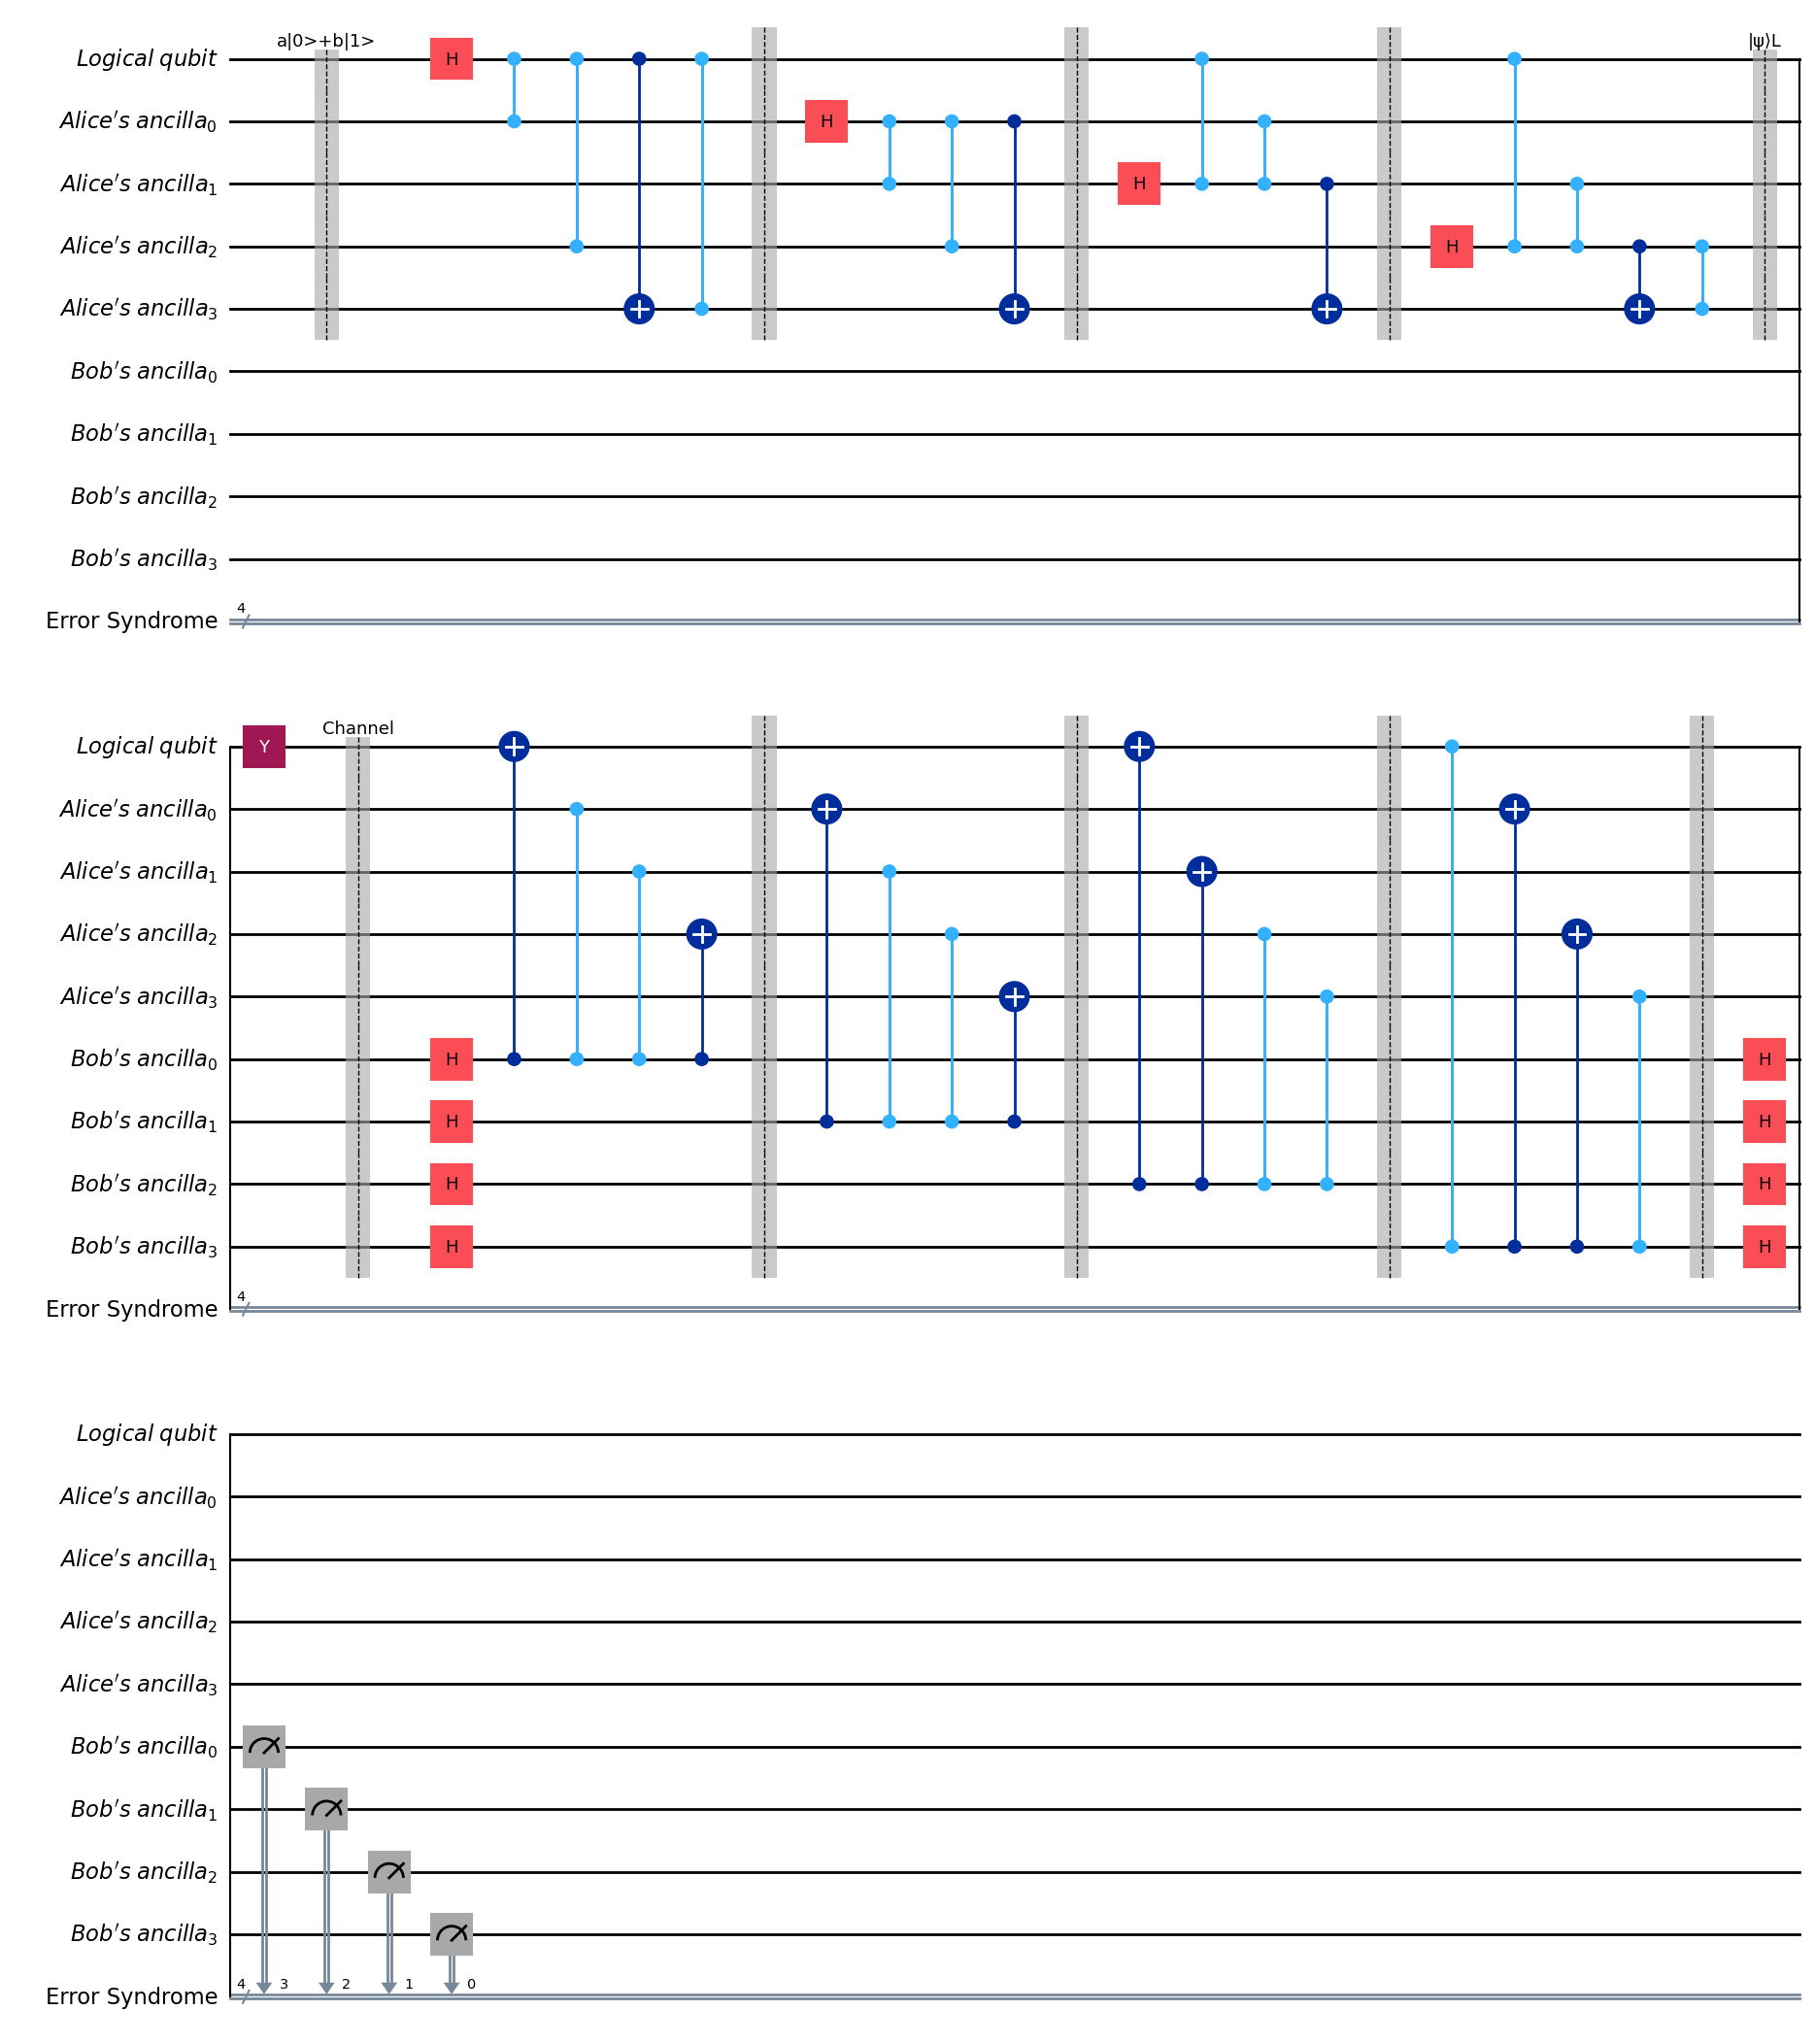 a|0>+b|1> |ψ⟩L
Logical qubit H
Alice's ancilla0 H
Alice's ancilla1 H
Alice's ancilla2 H
Alice's ancilla3
Bob's ancilla0
Bob's ancilla1
Bob's ancilla2
Bob's ancilla3
Error Syndrome 4
Channel
Logical qubit Y
Alice's ancilla0
Alice's ancilla1
Alice's ancilla2
Alice's ancilla3
Bob's ancilla0 H H
Bob's ancilla1 H H
Bob's ancilla2 H H
Bob's ancilla3 H H
Error Syndrome 4
Logical qubit
Alice's ancilla0
Alice's ancilla1
Alice's ancilla2
Alice's ancilla3
Bob's ancilla0
Bob's ancilla1
Bob's ancilla2
Bob's ancilla3
Error Syndrome 4 3 2 1 0